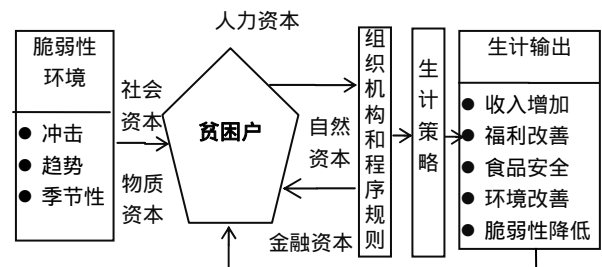 人力资本
脆弱性
环境
冲击
趋势
季节性
社会
资本
物质
资本
贫困户
自然
资本
金融资本
组织机构和程序规则
生计策略
生计输出
收入增加
福利改善
食品安全
环境改善
脆弱性降低